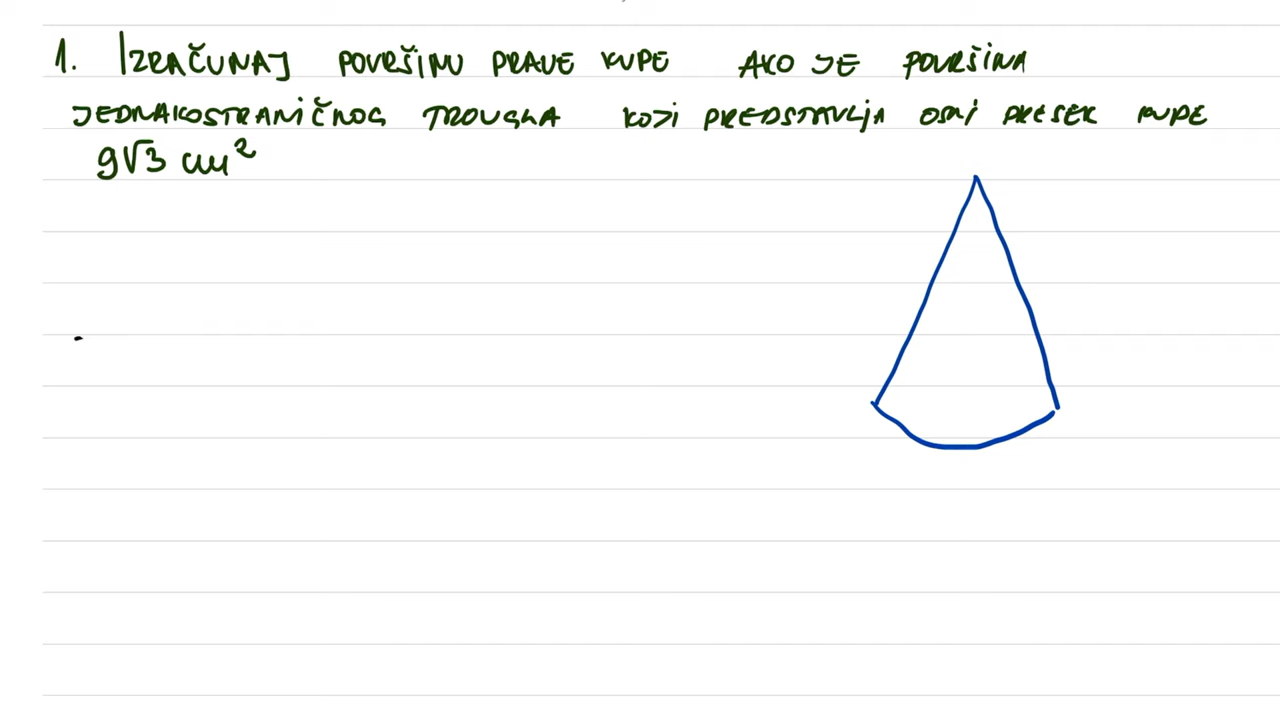 1. IZRAČUNAJ POVRŠINU PRAVE KUPE AKO JE POVRŠINA
JEDNAKOSTRANIČNOG TROUGLA KOJI PREDSTAVLJA OSNI PRESEK KUPE
9√3 cm²